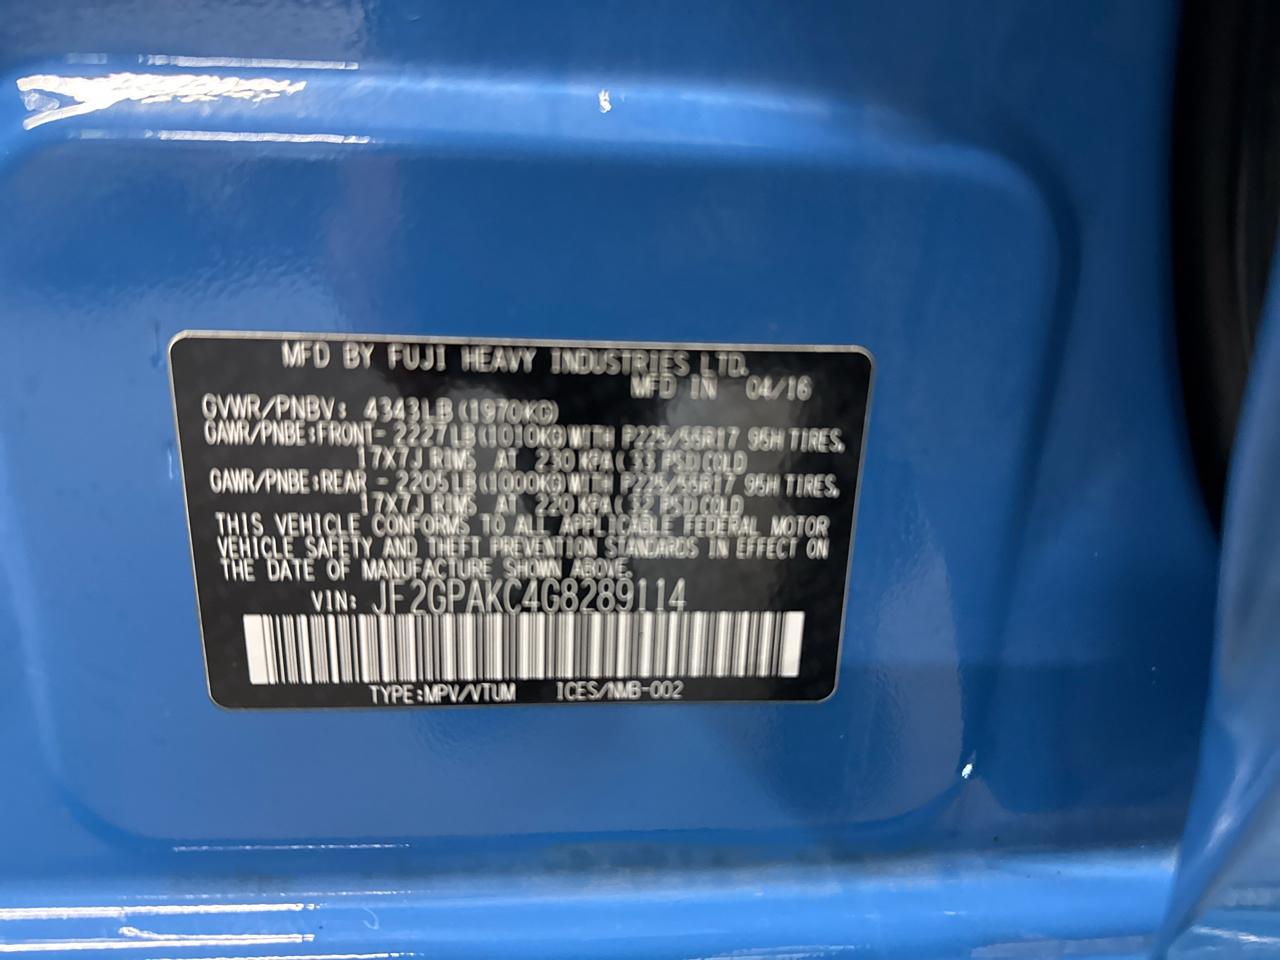 MFD BY FUJI HEAVY INDUSTRIES LTD.
MFD IN 04/16
GVWR/PNBV: 4343LB(1970KG)
GAWR/PNBE:FRONT- 2227LB(1010KG)WITH P225/55R17 95H TIRES,
17X7J RIMS AT 230 KPA(33 PSI)COLD
GAWR/PNBE:REAR - 2205LB(1000KG)WITH P225/55R17 95H TIRES,
17X7J RIMS AT 220 KPA(32 PSI)COLD
THIS VEHICLE CONFORMS TO ALL APPLICABLE FEDERAL MOTOR
VEHICLE SAFETY AND THEFT PREVENTION STANDARDS IN EFFECT ON
THE DATE OF MANUFACTURE SHOWN ABOVE.
VIN: JF2GPAKC4G8289114
TYPE:MPV/VTUM ICES/NMB-002